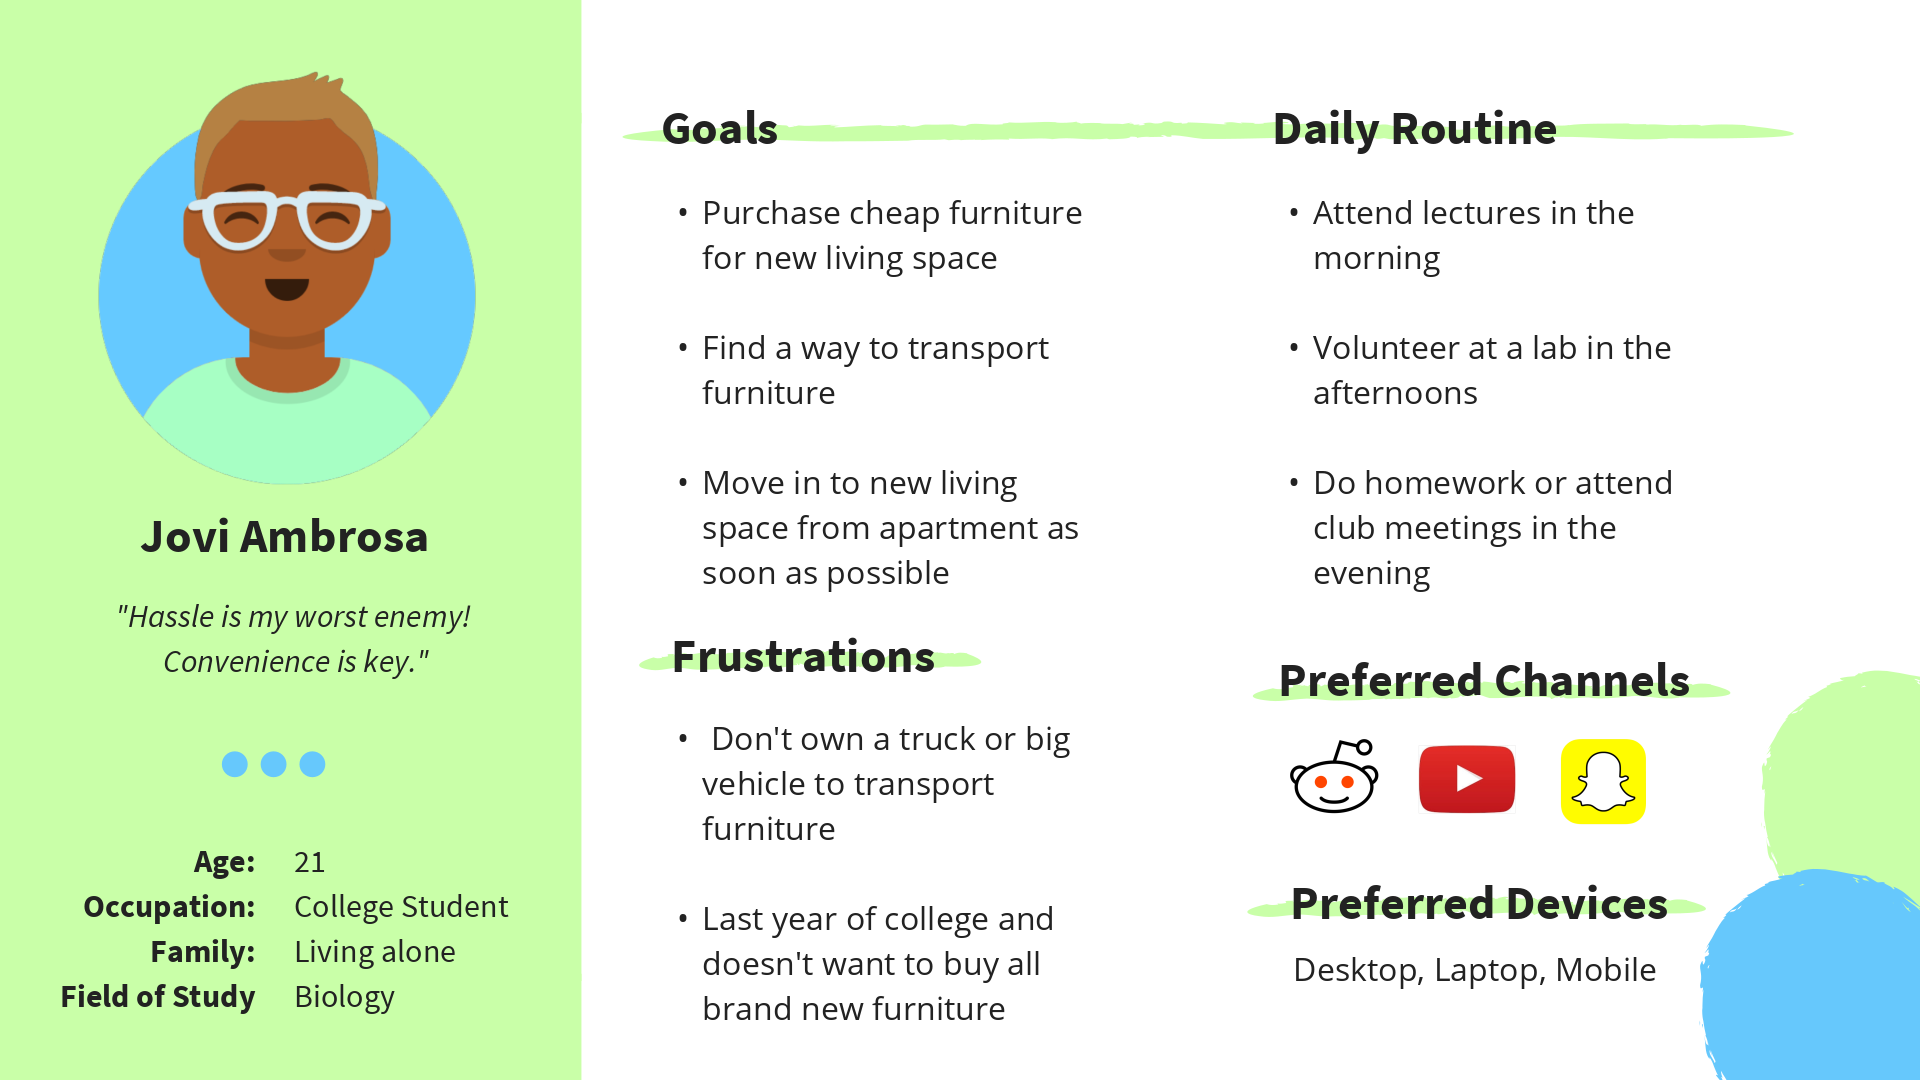 Jovi Ambrosa
"Hassle is my worst enemy!
Convenience is key."
Age: 21
Occupation: College Student
Family: Living alone
Field of Study Biology
Goals
• Purchase cheap furniture
for new living space
• Find a way to transport
furniture
• Move in to new living
space from apartment as
soon as possible
Frustrations
• Don't own a truck or big
vehicle to transport
furniture
• Last year of college and
doesn't want to buy all
brand new furniture
Daily Routine
• Attend lectures in the
morning
• Volunteer at a lab in the
afternoons
• Do homework or attend
club meetings in the
evening
Preferred Channels
Preferred Devices
Desktop, Laptop, Mobile